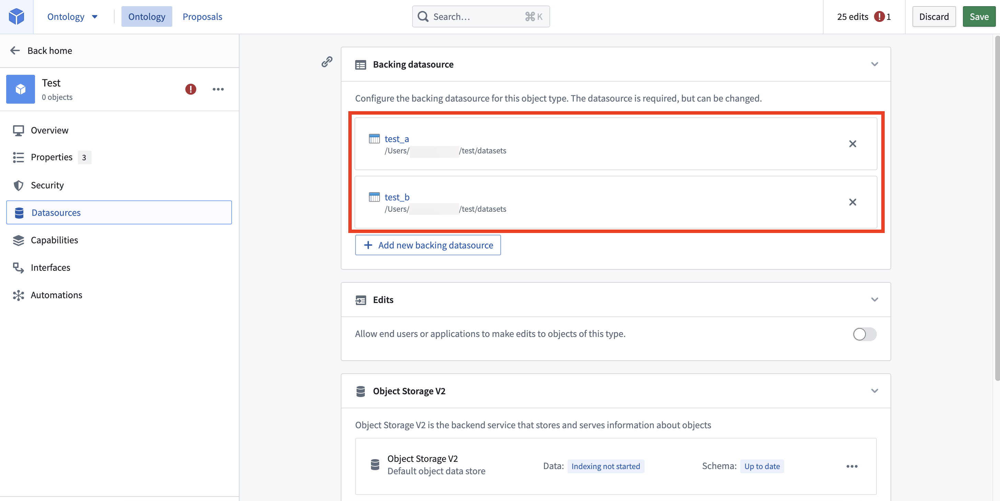 Ontology
Ontology
Proposals
Search…
⌘ K
25 edits
1
Discard
Save
Back home
Test
0 objects
Overview
Properties 3
Security
Datasources
Capabilities
Interfaces
Automations
Backing datasource
Configure the backing datasource for this object type. The datasource is required, but can be changed.
test_a
/Users/ /test/datasets
test_b
/Users/ /test/datasets
Add new backing datasource
Edits
Allow end users or applications to make edits to objects of this type.
Object Storage V2
Object Storage V2 is the backend service that stores and serves information about objects
Object Storage V2
Default object data store
Data: Indexing not started
Schema: Up to date